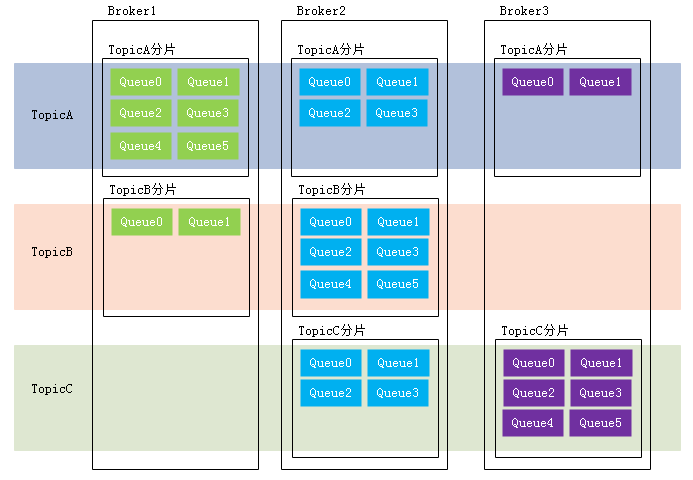 Broker1 Broker2 Broker3
TopicA分片 TopicA分片 TopicA分片
Queue0 Queue1 Queue0 Queue1 Queue0 Queue1
TopicA
Queue2 Queue3 Queue2 Queue3
Queue4 Queue5
TopicB分片 TopicB分片
Queue0 Queue1 Queue0 Queue1
TopicB
Queue2 Queue3
Queue4 Queue5
TopicC分片 TopicC分片
Queue0 Queue1 Queue0 Queue1
TopicC
Queue2 Queue3 Queue2 Queue3
Queue4 Queue5